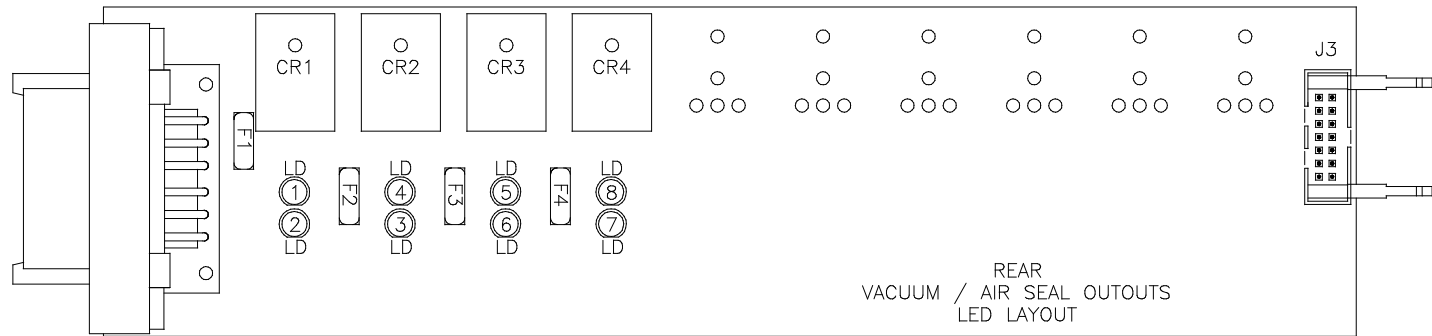 J3
CR1 CR2 CR3 CR4
F1
LD LD LD LD
1 F2 4 F3 5 F4 8
2 3 6 7
LD LD LD LD
REAR
VACUUM / AIR SEAL OUTOUTS
LED LAYOUT